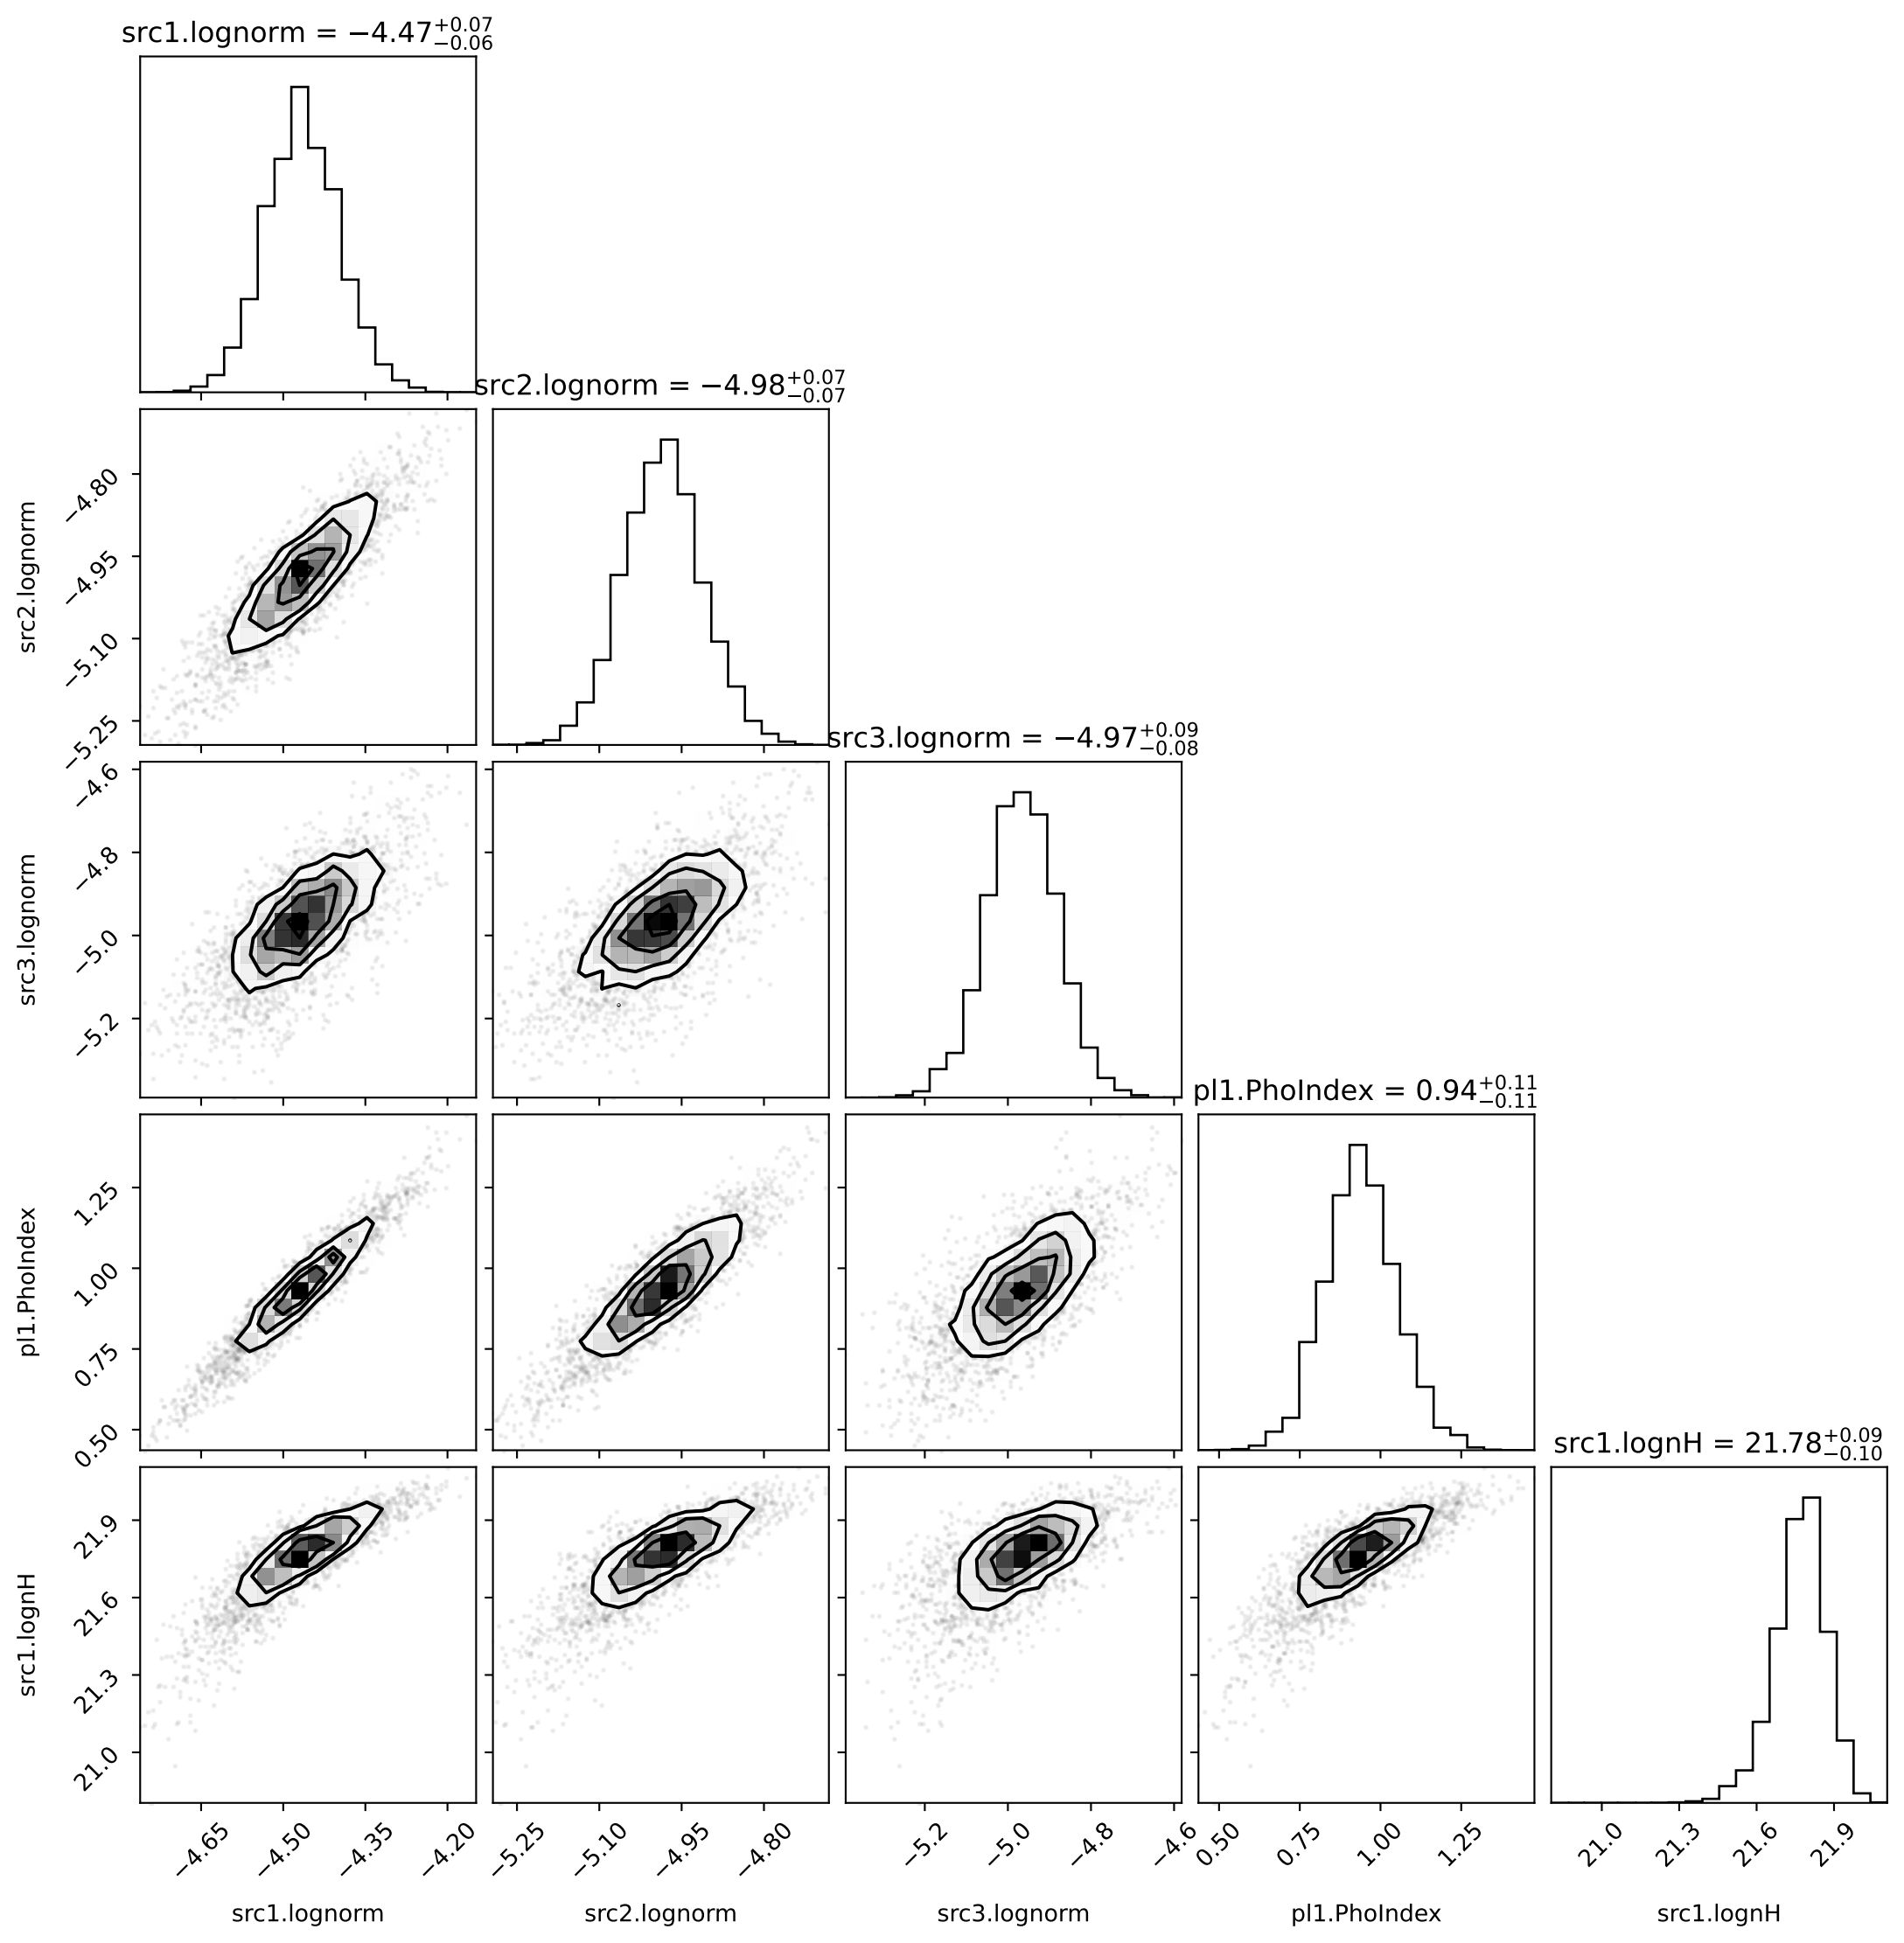 src1.lognorm = −4.47+0.07−0.06
src2.lognorm = −4.98+0.07−0.07
src3.lognorm = −4.97+0.09−0.08
pl1.PhoIndex = 0.94+0.11−0.11
src1.lognH = 21.78+0.09−0.10
src2.lognorm
−4.80
−4.95
−5.10
−5.25
src3.lognorm
−4.6
−4.8
−5.0
−5.2
pl1.PhoIndex
1.25
1.00
0.75
0.50
src1.lognH
21.9
21.6
21.3
21.0
−4.65 −4.50 −4.35 −4.20 −5.25 −5.10 −4.95 −4.80 −5.2 −5.0 −4.8 −4.6 0.50 0.75 1.00 1.25 21.0 21.3 21.6 21.9
src1.lognorm src2.lognorm src3.lognorm pl1.PhoIndex src1.lognH